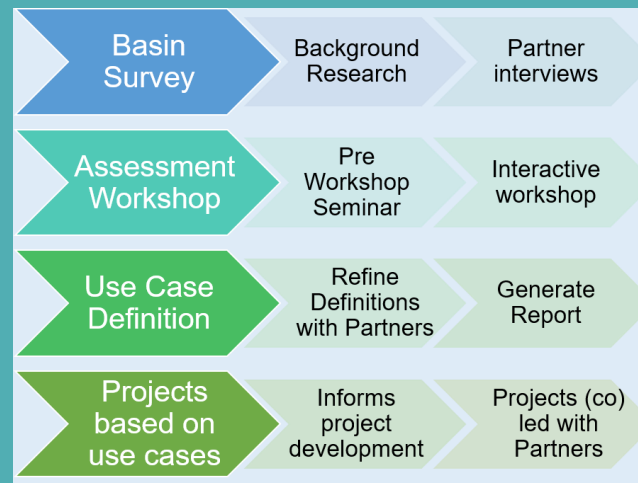 Basin
Survey
Background
Research
Partner
interviews
Assessment
Workshop
Pre
Workshop
Seminar
Interactive
workshop
Use Case
Definition
Refine
Definitions
with Partners
Generate
Report
Projects
based on
use cases
Informs
project
development
Projects (co)
led with
Partners